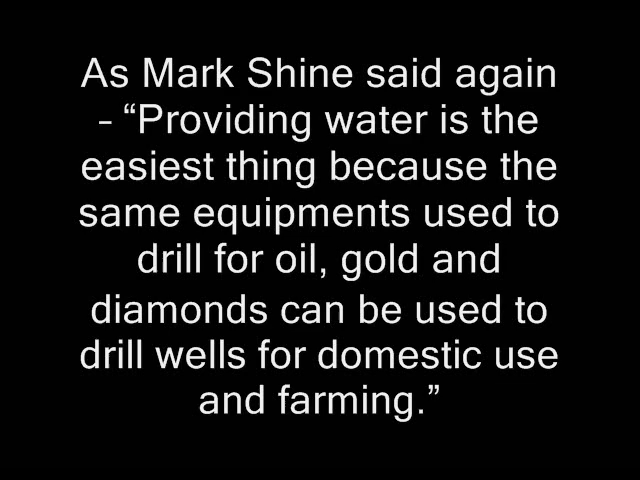 As Mark Shine said again
– “Providing water is the
easiest thing because the
same equipments used to
drill for oil, gold and
diamonds can be used to
drill wells for domestic use
and farming.”